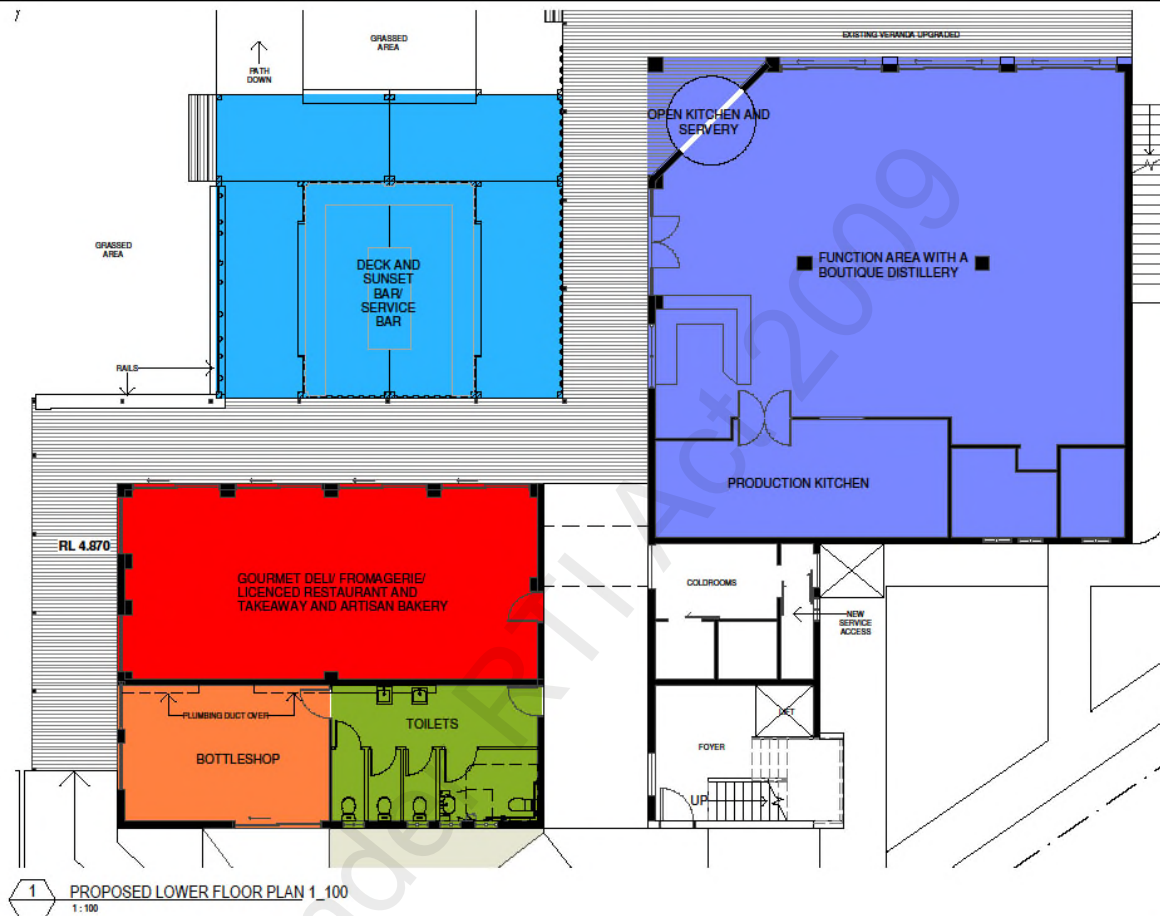 GRASSED
AREA
EXISTING VERANDA UPGRADED
PATH
DOWN
OPEN KITCHEN AND
SERVERY
GRASSED
AREA
DECK AND
SUNSET
BAR/
SERVICE
BAR
FUNCTION AREA WITH A
BOUTIQUE DISTILLERY
RAILS
PRODUCTION KITCHEN
RL 4.870
GOURMET DELI/ FROMAGERIE/
LICENCED RESTAURANT AND
TAKEAWAY AND ARTISAN BAKERY
COLDROOMS
NEW
SERVICE
ACCESS
PLUMBING DUCT OVER
TOILETS
LIFT
BOTTLESHOP
FOYER
UP
1 PROPOSED LOWER FLOOR PLAN 1_100
1 : 100
RTI Act 2009